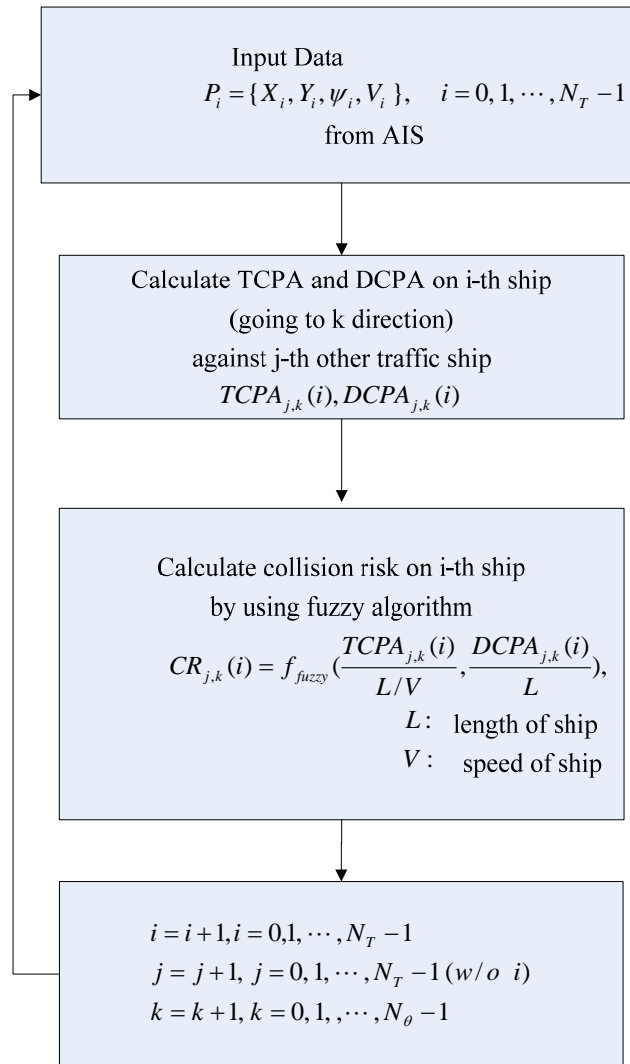 Input Data
P_i = {X_i, Y_i, ψ_i, V_i}, i = 0, 1, ⋯, N_T −1
from AIS
Calculate TCPA and DCPA on i-th ship
(going to k direction)
against j-th other traffic ship
TCPA_{j,k}(i), DCPA_{j,k}(i)
Calculate collision risk on i-th ship
by using fuzzy algorithm
CR_{j,k}(i) = f_{fuzzy}(TCPA_{j,k}(i) / L/V, DCPA_{j,k}(i) / L),
L: length of ship
V: speed of ship
i = i+1, i = 0,1, ⋯, N_T −1
j = j+1, j = 0, 1, ⋯, N_T −1 (w/o i)
k = k+1, k = 0, 1, ,⋯, N_θ −1